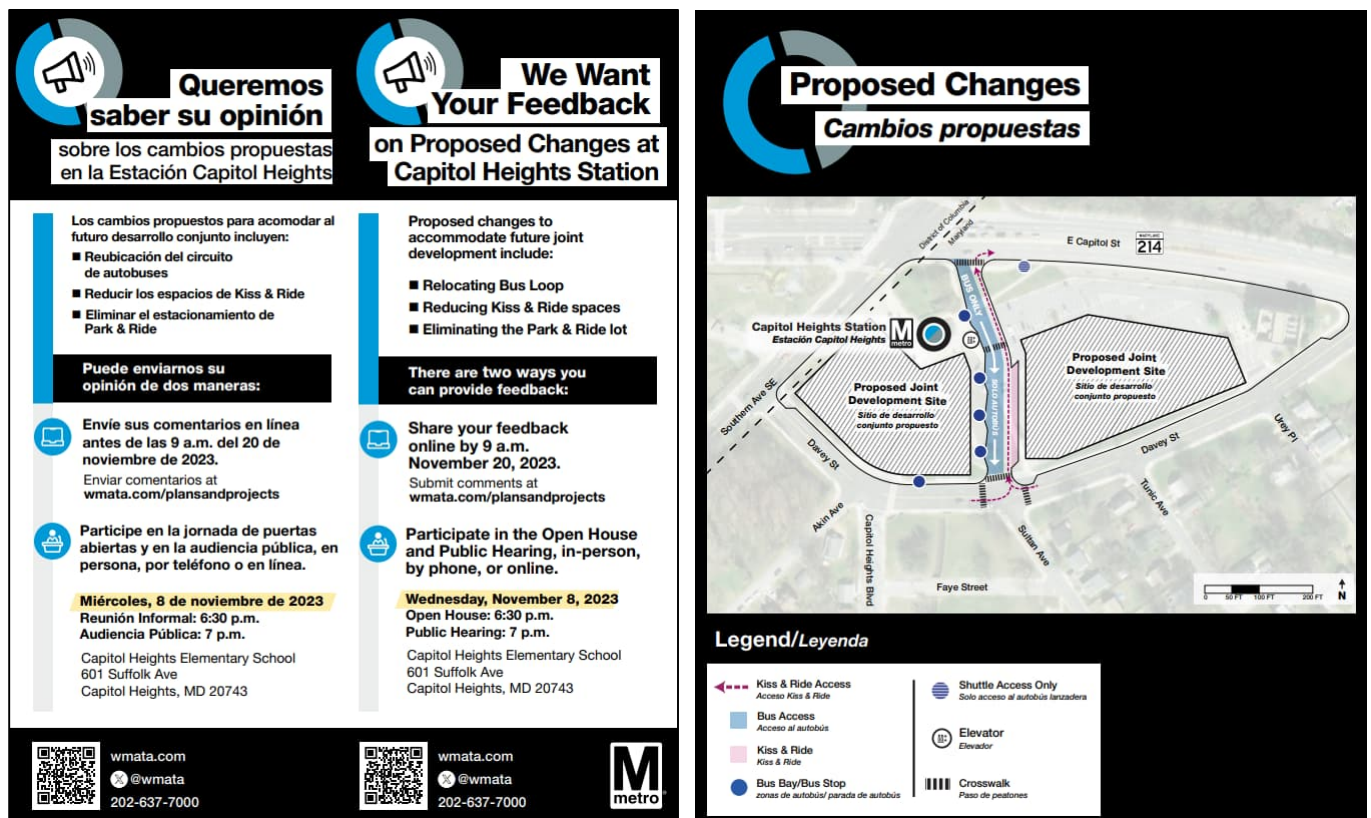 Queremos
saber su opinión
sobre los cambios propuestas
en la Estación Capitol Heights
Los cambios propuestos para acomodar al
futuro desarrollo conjunto incluyen:
■ Reubicación del circuito
de autobuses
■ Reducir los espacios de Kiss & Ride
■ Eliminar el estacionamiento de
Park & Ride
Puede enviarnos su
opinión de dos maneras:
Envíe sus comentarios en línea
antes de las 9 a.m. del 20 de
noviembre de 2023.
Enviar comentarios at
wmata.com/plansandprojects
Participe en la jornada de puertas
abiertas y en la audiencia pública, en
persona, por teléfono o en línea.
Miércoles, 8 de noviembre de 2023
Reunión Informal: 6:30 p.m.
Audiencia Pública: 7 p.m.
Capitol Heights Elementary School
601 Suffolk Ave
Capitol Heights, MD 20743
wmata.com
@wmata
202-637-7000
We Want
Your Feedback
on Proposed Changes at
Capitol Heights Station
Proposed changes to
accommodate future joint
development include:
■ Relocating Bus Loop
■ Reducing Kiss & Ride spaces
■ Eliminating the Park & Ride lot
There are two ways you
can provide feedback:
Share your feedback
online by 9 a.m.
November 20, 2023.
Submit comments at
wmata.com/plansandprojects
Participate in the Open House
and Public Hearing, in-person,
by phone, or online.
Wednesday, November 8, 2023
Open House: 6:30 p.m.
Public Hearing: 7 p.m.
Capitol Heights Elementary School
601 Suffolk Ave
Capitol Heights, MD 20743
wmata.com
@wmata
202-637-7000
M
metro
Proposed Changes
Cambios propuestas
District of Columbia
Maryland
E Capitol St
MARYLAND
214
BUS ONLY
SOLO AUTOBÚS
Capitol Heights Station
Estación Capitol Heights
M
metro
Proposed Joint
Development Site
Sitio de desarrollo
conjunto propuesto
Proposed Joint
Development Site
Sitio de desarrollo
conjunto propuesto
Southern Ave SE
Davey St
Davey St
Urey Pl
Akin Ave
Capitol Heights Blvd
Sultan Ave
Tunic Ave
Faye Street
0 50 FT 100 FT 200 FT
N
Legend/Leyenda
Kiss & Ride Access
Acceso Kiss & Ride
Bus Access
Acceso al autobús
Kiss & Ride
Kiss & Ride
Bus Bay/Bus Stop
zonas de autobús/ parada de autobús
Shuttle Access Only
Solo acceso al autobús lanzadera
Elevator
Elevador
Crosswalk
Paso de peatones